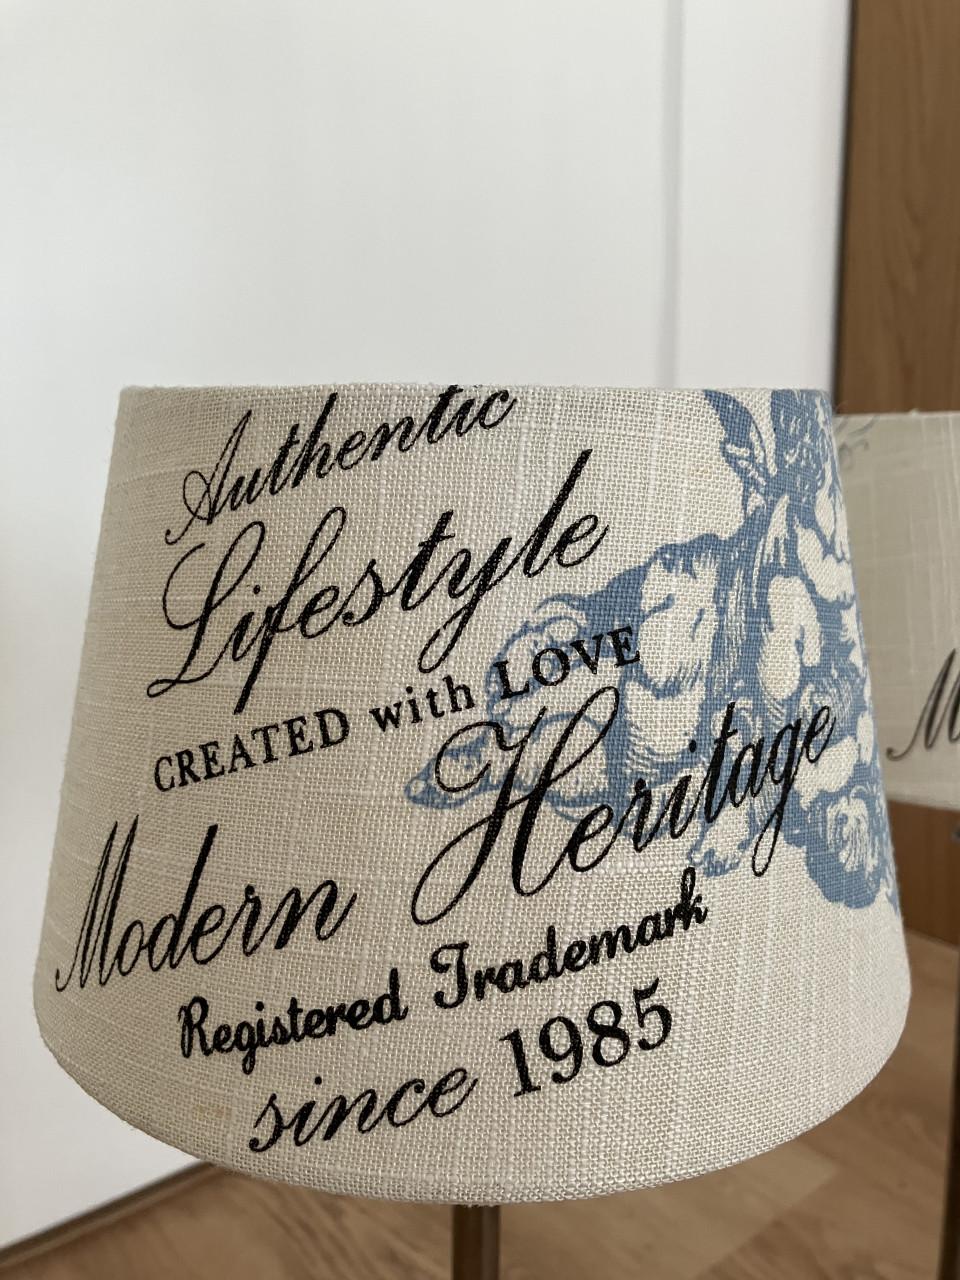 Authentic
Lifestyle
CREATED with LOVE
Modern Heritage
Registered Trademark
since 1985
M